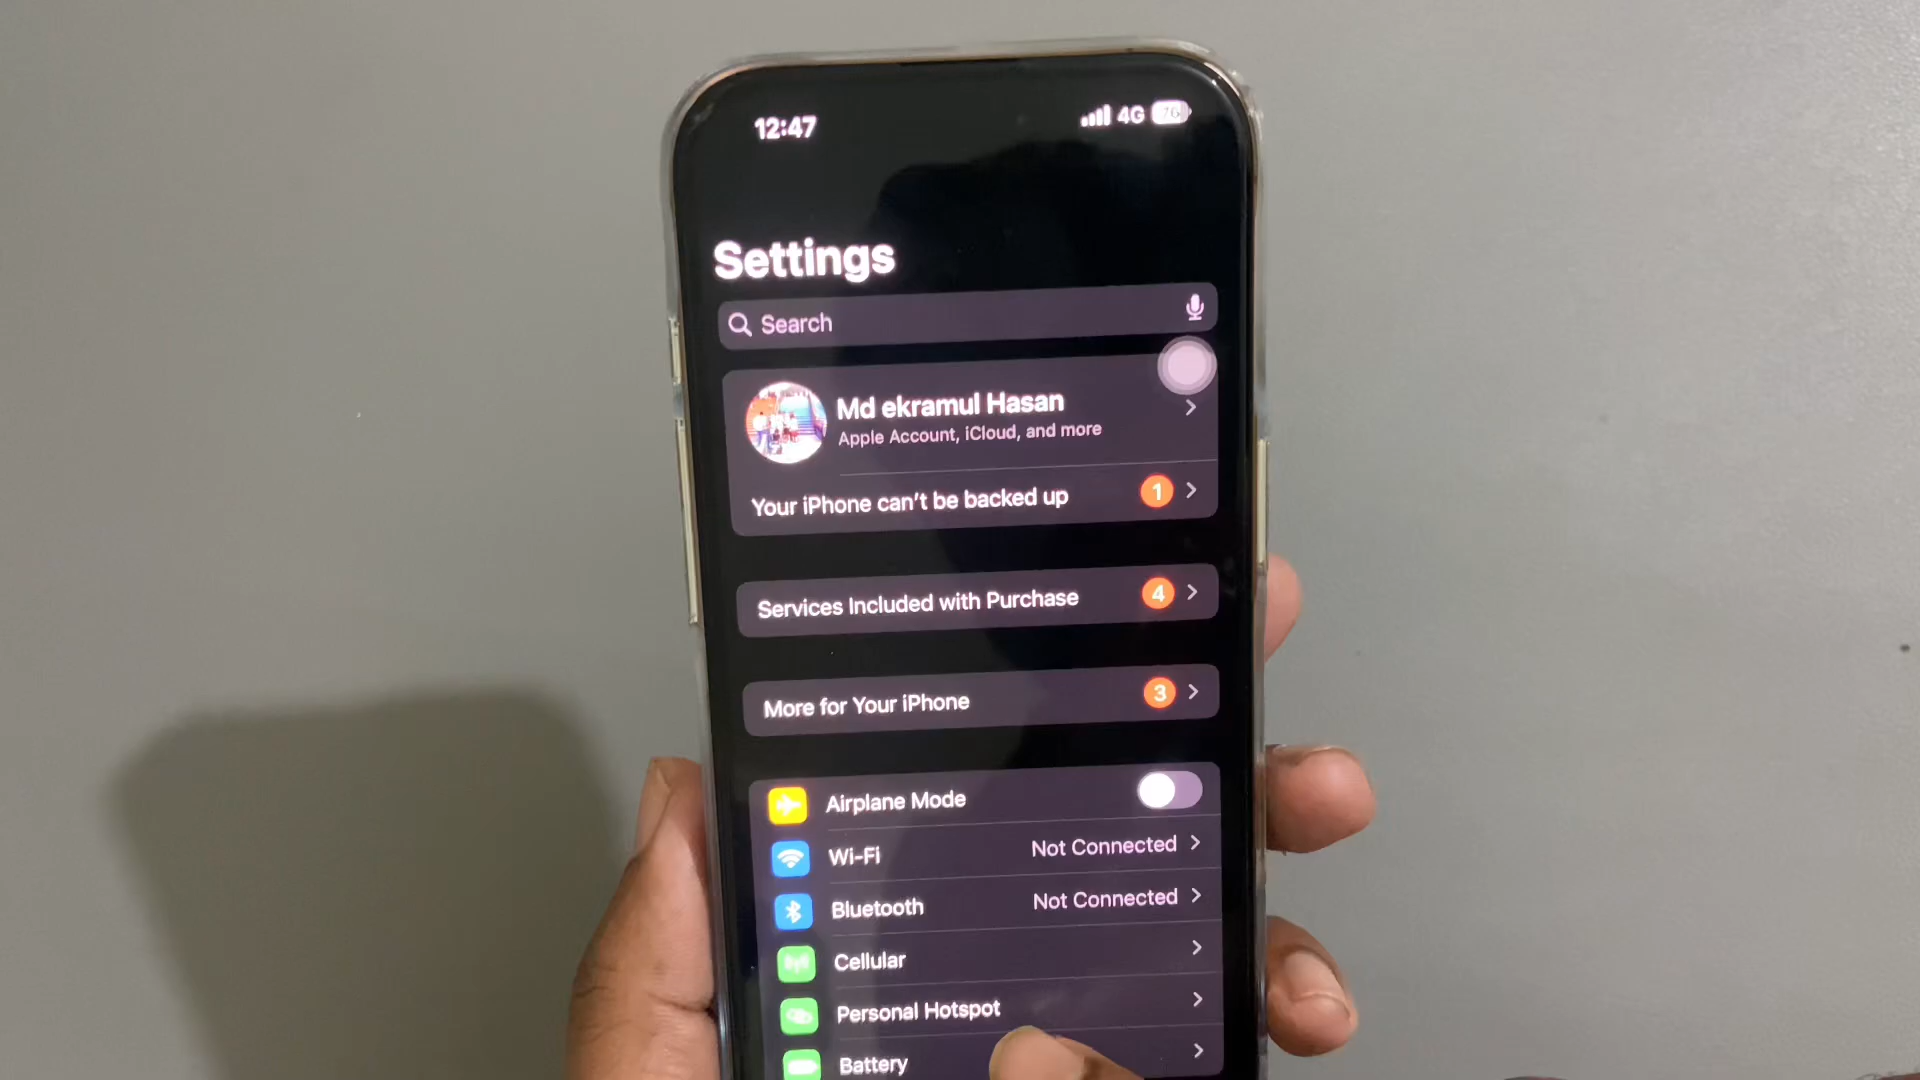 12:47 4G 76
Settings
Search
Md ekramul Hasan
Apple Account, iCloud, and more
Your iPhone can't be backed up 1
Services Included with Purchase 4
More for Your iPhone 3
Airplane Mode
Wi-Fi Not Connected
Bluetooth Not Connected
Cellular
Personal Hotspot
Battery